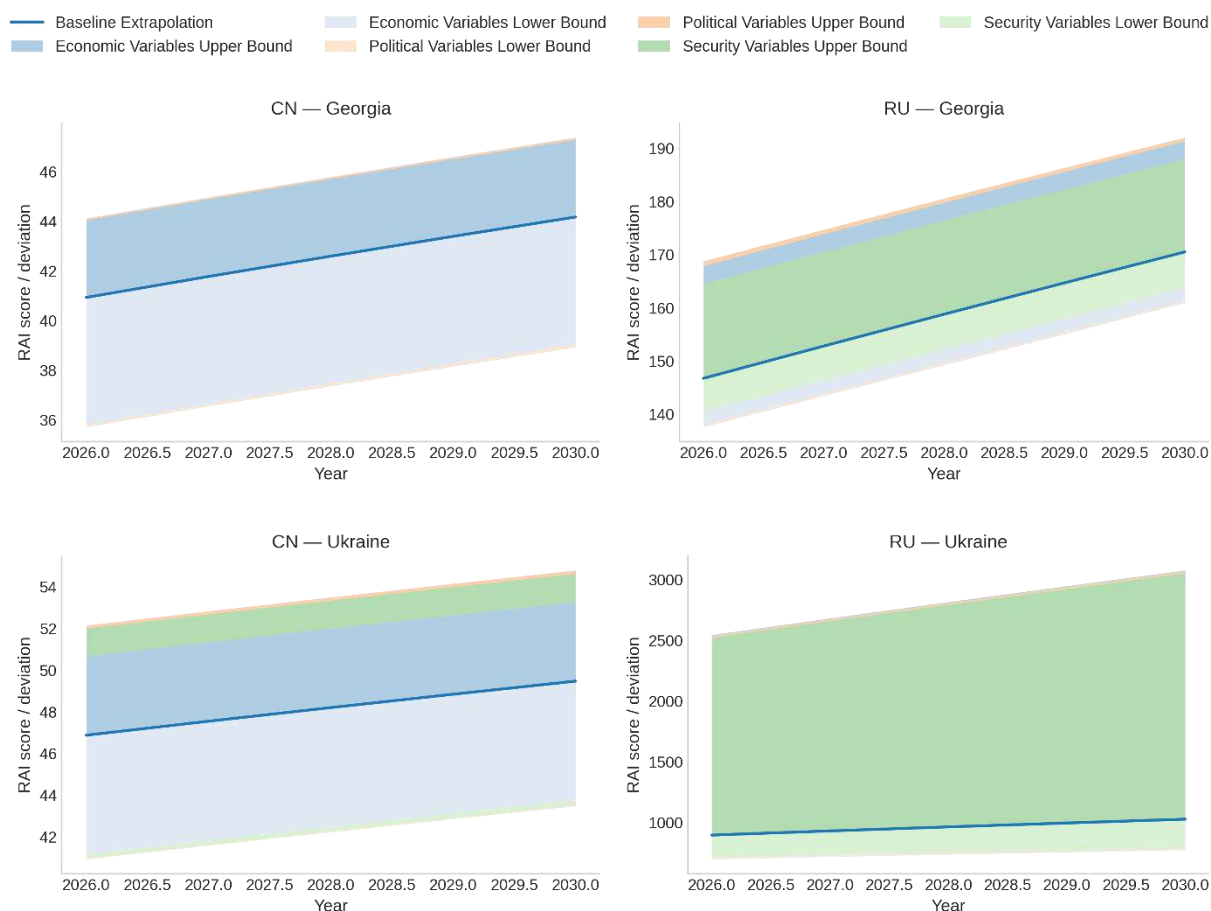 Baseline Extrapolation
Economic Variables Upper Bound
Economic Variables Lower Bound
Political Variables Lower Bound
Political Variables Upper Bound
Security Variables Upper Bound
Security Variables Lower Bound
CN — Georgia
RAI score / deviation
46
44
42
40
38
36
2026.0 2026.5 2027.0 2027.5 2028.0 2028.5 2029.0 2029.5 2030.0
Year
RU — Georgia
RAI score / deviation
190
180
170
160
150
140
2026.0 2026.5 2027.0 2027.5 2028.0 2028.5 2029.0 2029.5 2030.0
Year
CN — Ukraine
RAI score / deviation
54
52
50
48
46
44
42
2026.0 2026.5 2027.0 2027.5 2028.0 2028.5 2029.0 2029.5 2030.0
Year
RU — Ukraine
RAI score / deviation
3000
2500
2000
1500
1000
2026.0 2026.5 2027.0 2027.5 2028.0 2028.5 2029.0 2029.5 2030.0
Year